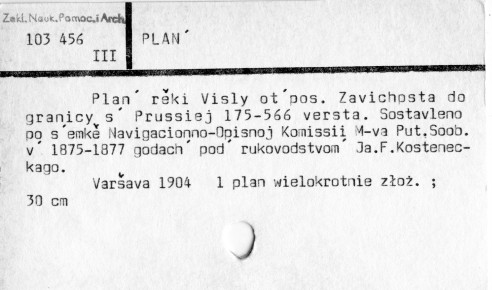 Zakł. Nauk. Pomoc. i Arch.
103 456
III
PLAN´
Plan´ rěki Visly ot´pos. Zavichosta do
granicy s´ Prussiej 175-566 versta. Sostavleno
po s´emkě Navigacionno-Opisnoj Komissii M-va Put.Soob.
v´ 1875-1877 godach´ pod´ rukovodstvom´ Ja.F.Kostenec-
kago.
Varšava 1904 1 plan wielokrotnie złoż. ;
30 cm